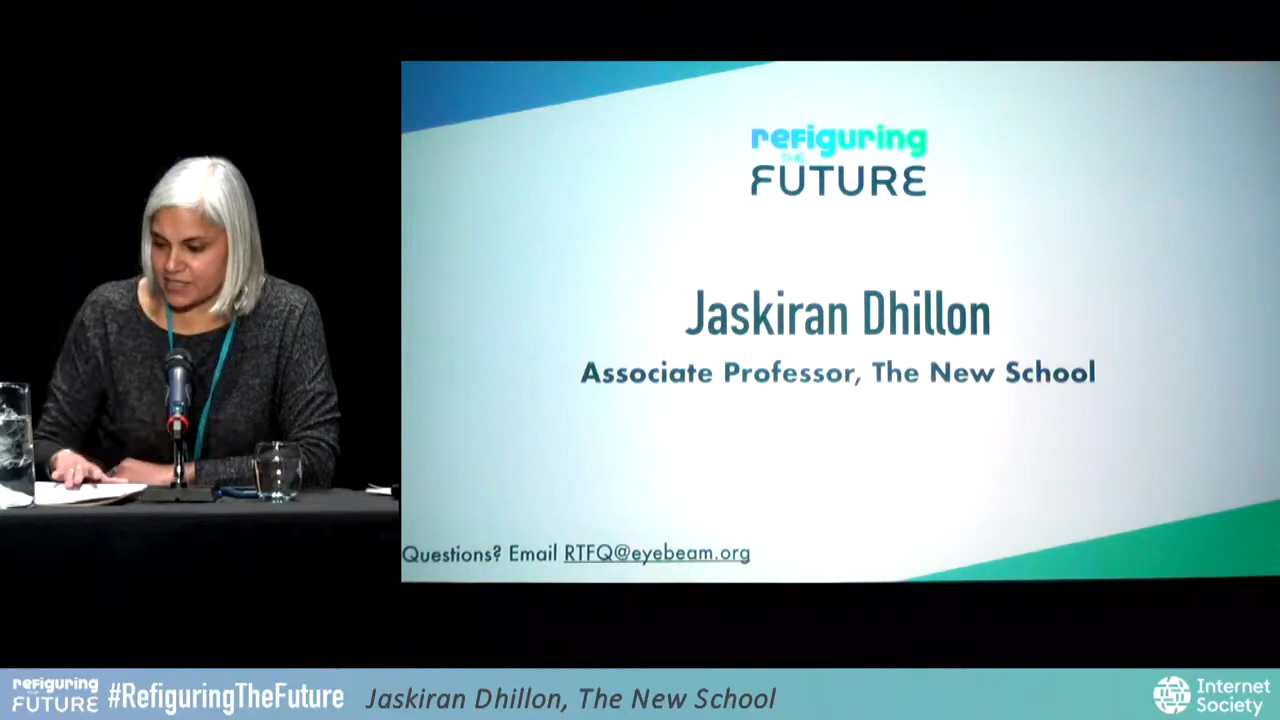 refiguring
THE
FUTURE
Jaskiran Dhillon
Associate Professor, The New School
Questions? Email RTFQ@eyebeam.org
refiguring
THE
FUTURE
#RefiguringTheFuture
Jaskiran Dhillon, The New School
Internet
Society